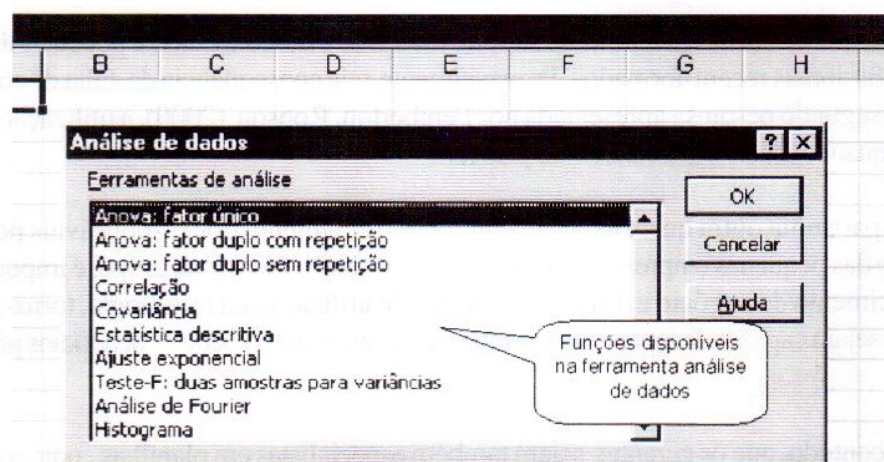 B C D E F G H
Análise de dados
Ferramentas de análise
Anova: fator único
Anova: fator duplo com repetição
Anova: fator duplo sem repetição
Correlação
Covariância
Estatística descritiva
Ajuste exponencial
Teste-F: duas amostras para variâncias
Análise de Fourier
Histograma
OK
Cancelar
Ajuda
Funções disponíveis
na ferramenta análise
de dados